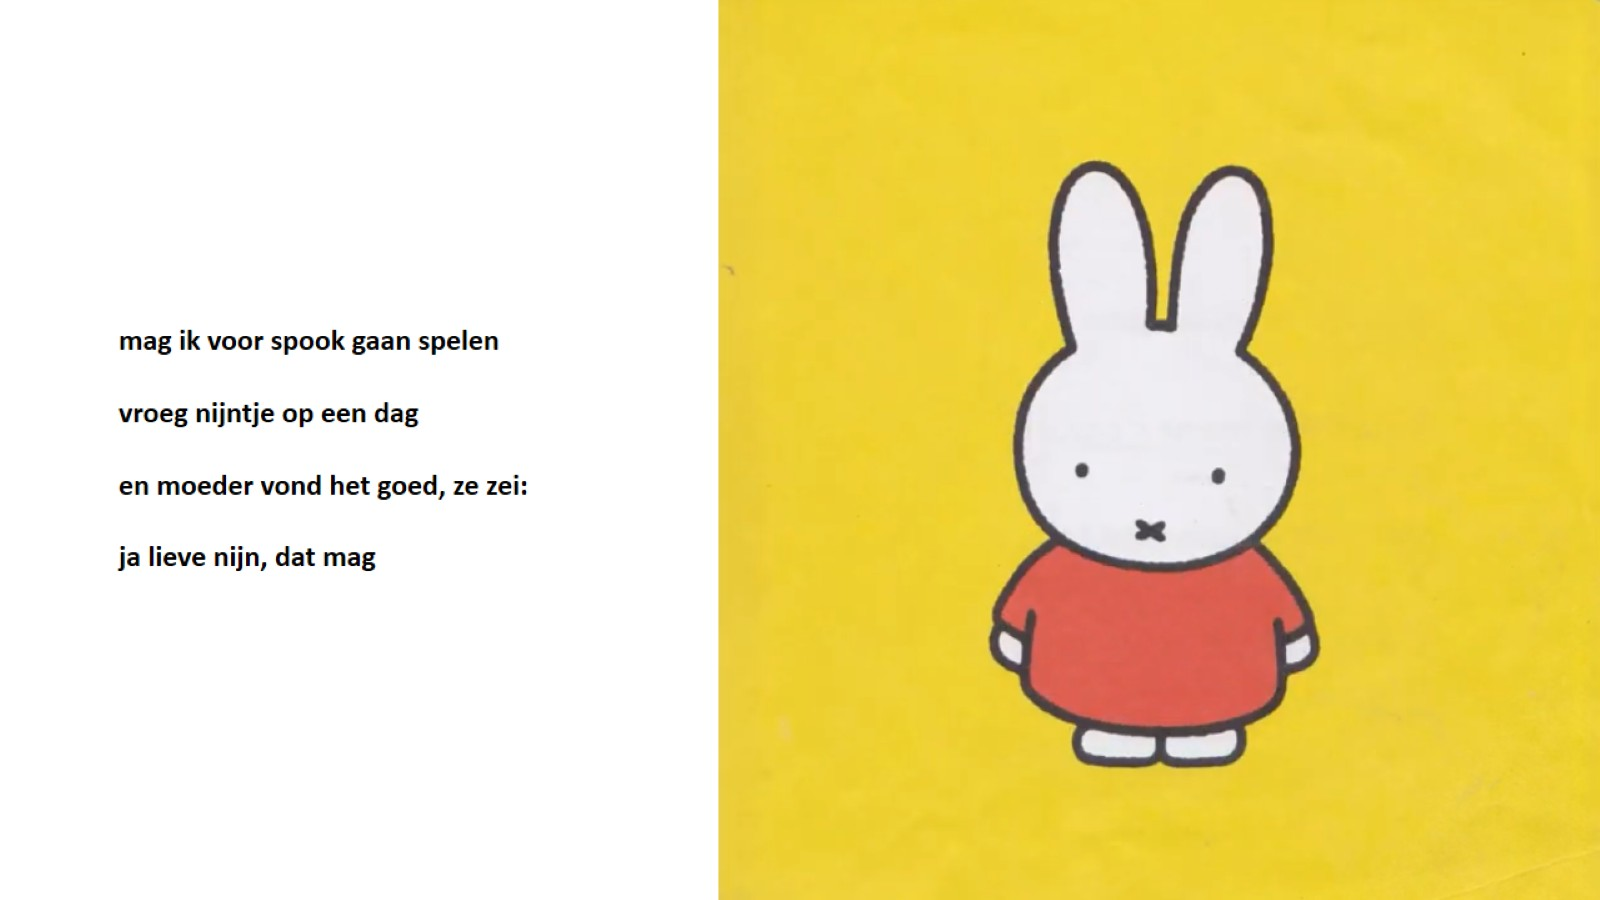 mag ik voor spook gaan spelen
vroeg nijntje op een dag
en moeder vond het goed, ze zei:
ja lieve nijn, dat mag